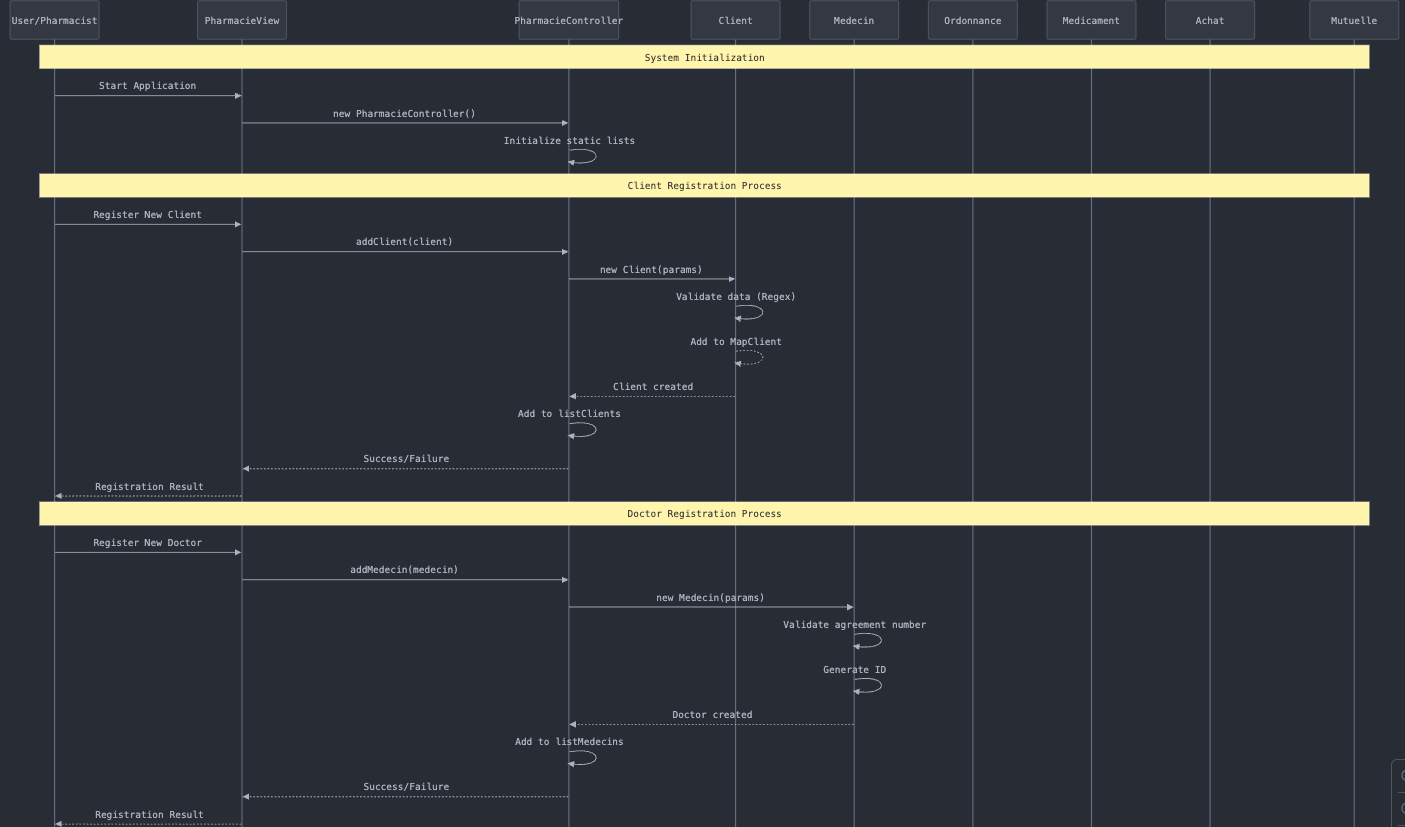 User/Pharmacist
PharmacieView
PharmacieController
Client
Medecin
Ordonnance
Medicament
Achat
Mutuelle
System Initialization
Start Application
new PharmacieController()
Initialize static lists
Client Registration Process
Register New Client
addClient(client)
new Client(params)
Validate data (Regex)
Add to MapClient
Client created
Add to listClients
Success/Failure
Registration Result
Doctor Registration Process
Register New Doctor
addMedecin(medecin)
new Medecin(params)
Validate agreement number
Generate ID
Doctor created
Add to listMedecins
Success/Failure
Registration Result